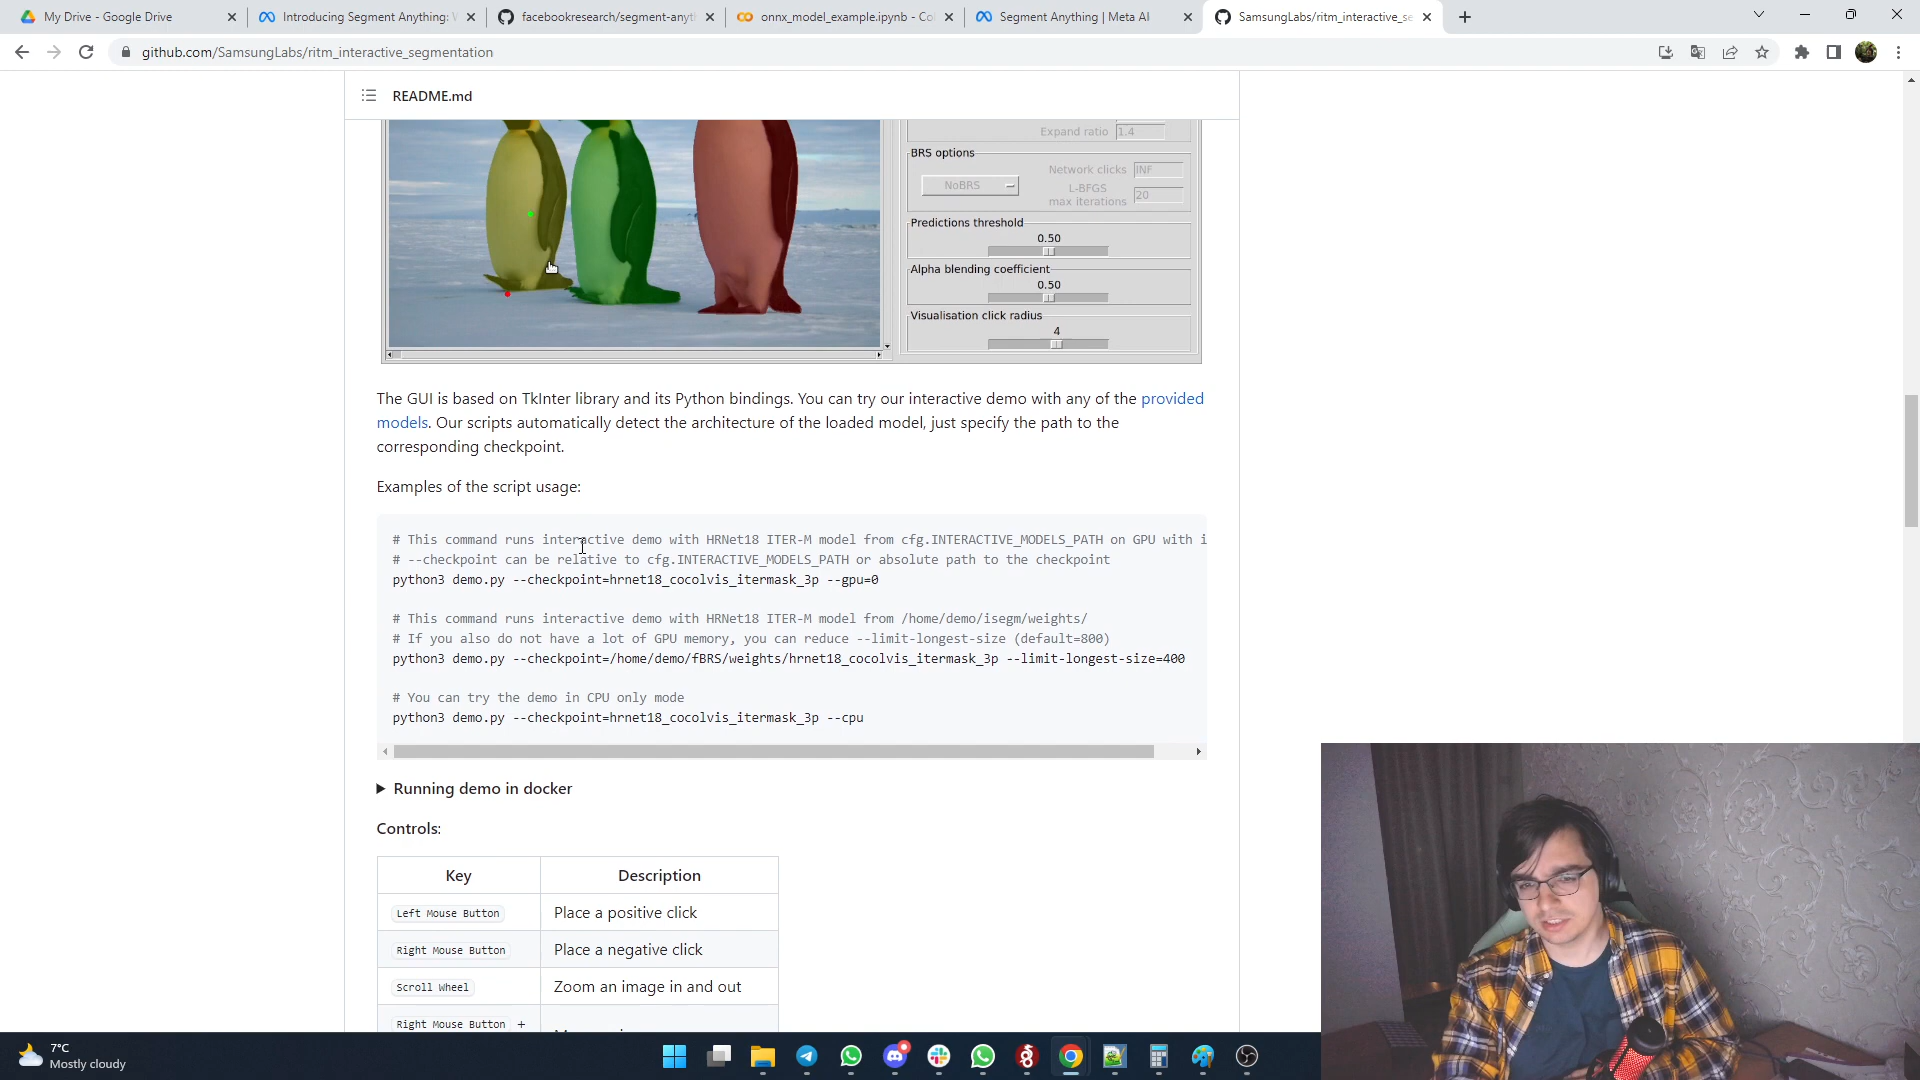 My Drive - Google Drive
Introducing Segment Anything: W
facebookresearch/segment-anyt
onnx_model_example.ipynb - Co
Segment Anything | Meta AI
SamsungLabs/ritm_interactive_se
github.com/SamsungLabs/ritm_interactive_segmentation
README.md
Expand ratio 1.4
BRS options
Network clicks INF
NoBRS
L-BFGS
max iterations 20
Predictions threshold
0.50
Alpha blending coefficient
0.50
Visualisation click radius
4
The GUI is based on TkInter library and its Python bindings. You can try our interactive demo with any of the provided
models. Our scripts automatically detect the architecture of the loaded model, just specify the path to the
corresponding checkpoint.
Examples of the script usage:
# This command runs interactive demo with HRNet18 ITER-M model from cfg.INTERACTIVE_MODELS_PATH on GPU with i
# --checkpoint can be relative to cfg.INTERACTIVE_MODELS_PATH or absolute path to the checkpoint
python3 demo.py --checkpoint=hrnet18_cocolvis_itermask_3p --gpu=0
# This command runs interactive demo with HRNet18 ITER-M model from /home/demo/isegm/weights/
# If you also do not have a lot of GPU memory, you can reduce --limit-longest-size (default=800)
python3 demo.py --checkpoint=/home/demo/fBRS/weights/hrnet18_cocolvis_itermask_3p --limit-longest-size=400
# You can try the demo in CPU only mode
python3 demo.py --checkpoint=hrnet18_cocolvis_itermask_3p --cpu
Running demo in docker
Controls:
Key Description
Left Mouse Button Place a positive click
Right Mouse Button Place a negative click
Scroll Wheel Zoom an image in and out
Right Mouse Button +
7°C
Mostly cloudy